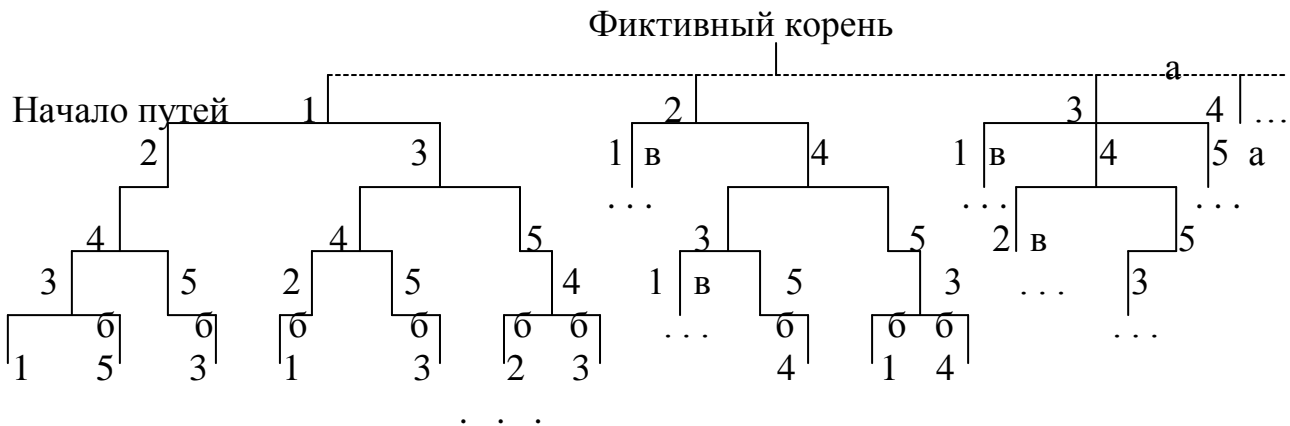 Фиктивный корень
а
Начало путей 1 2 3 4 ...
2 3 1 в 4 1 в 4 5 а
. . . . . . . . .
4 4 5 3 5 2 в 5
3 5 2 5 4 1 в 5 3 . . . 3
б б б б б б . . . б б б . . .
1 5 3 1 3 2 3 4 1 4
. . .